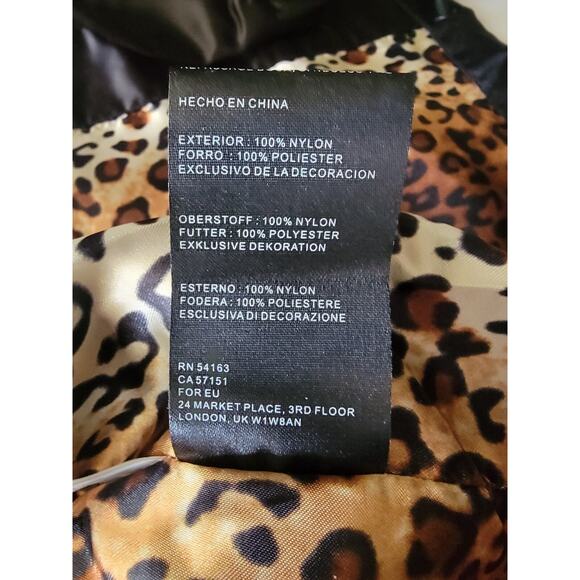 HECHO EN CHINA
EXTERIOR : 100% NYLON
FORRO : 100% POLIESTER
EXCLUSIVO DE LA DECORACION
OBERSTOFF : 100% NYLON
FUTTER : 100% POLYESTER
EXKLUSIVE DEKORATION
ESTERNO : 100% NYLON
FODERA : 100% POLIESTERE
ESCLUSIVA DI DECORAZIONE
RN 54163
CA 57151
FOR EU
24 MARKET PLACE, 3RD FLOOR
LONDON, UK W1W8AN